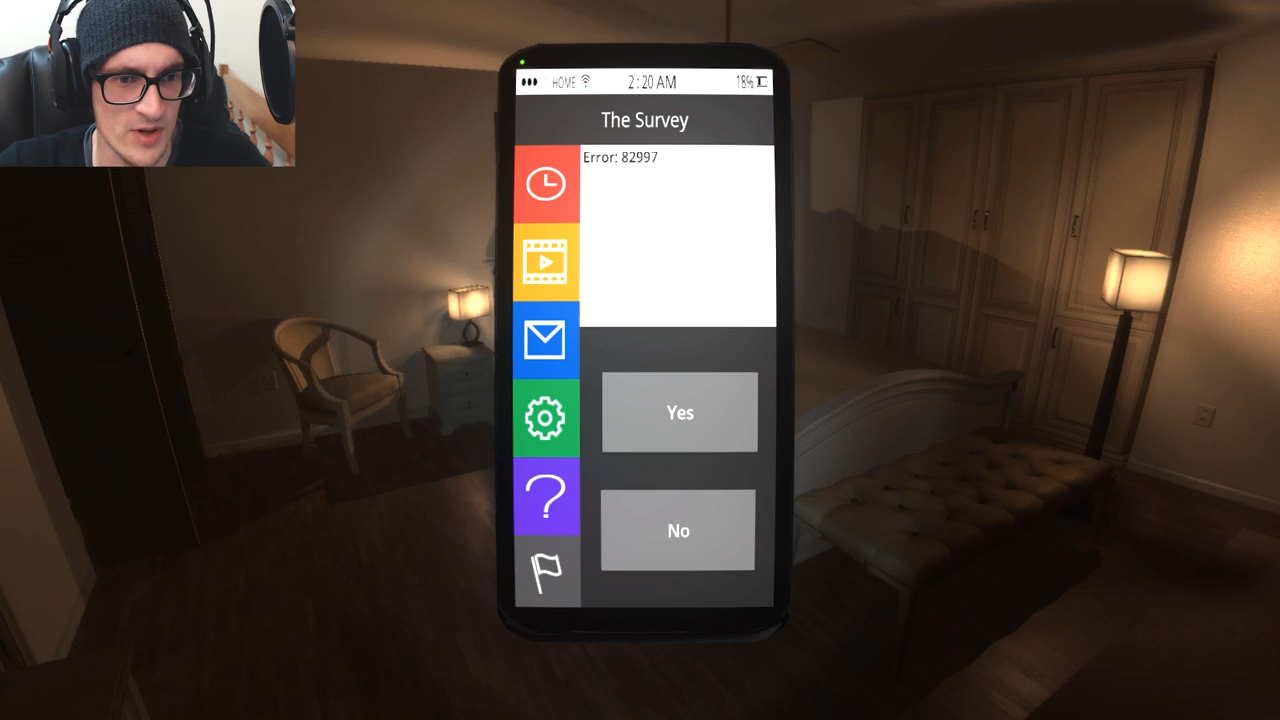 HOME 2:20 AM 18%
The Survey
Error: 82997
Yes
No